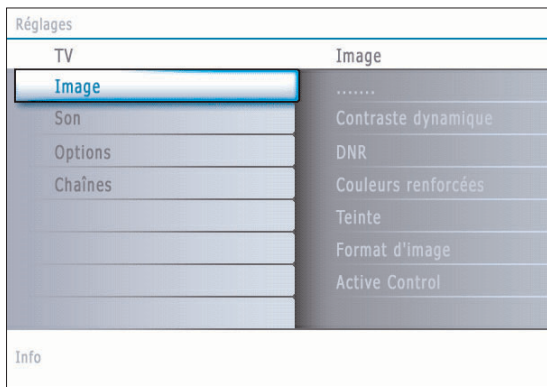 Réglages
TV
Image
Son
Options
Chaînes
Image
.......
Contraste dynamique
DNR
Couleurs renforcées
Teinte
Format d'image
Active Control
Info